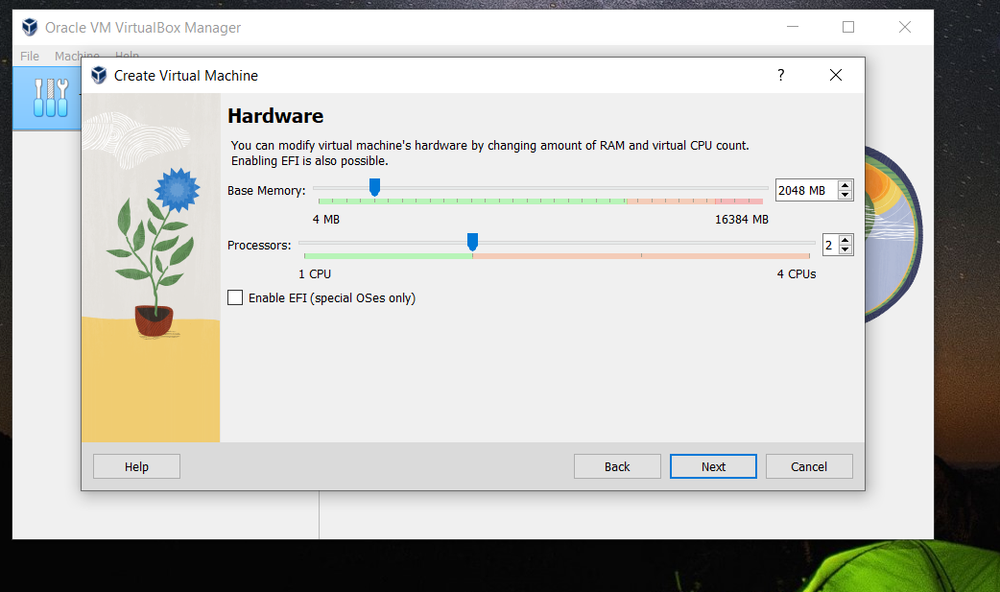 Oracle VM VirtualBox Manager
File Machine Help
Create Virtual Machine
?
Hardware
You can modify virtual machine's hardware by changing amount of RAM and virtual CPU count.
Enabling EFI is also possible.
Base Memory:
2048 MB
4 MB
16384 MB
Processors:
2
1 CPU
4 CPUs
Enable EFI (special OSes only)
Help
Back
Next
Cancel